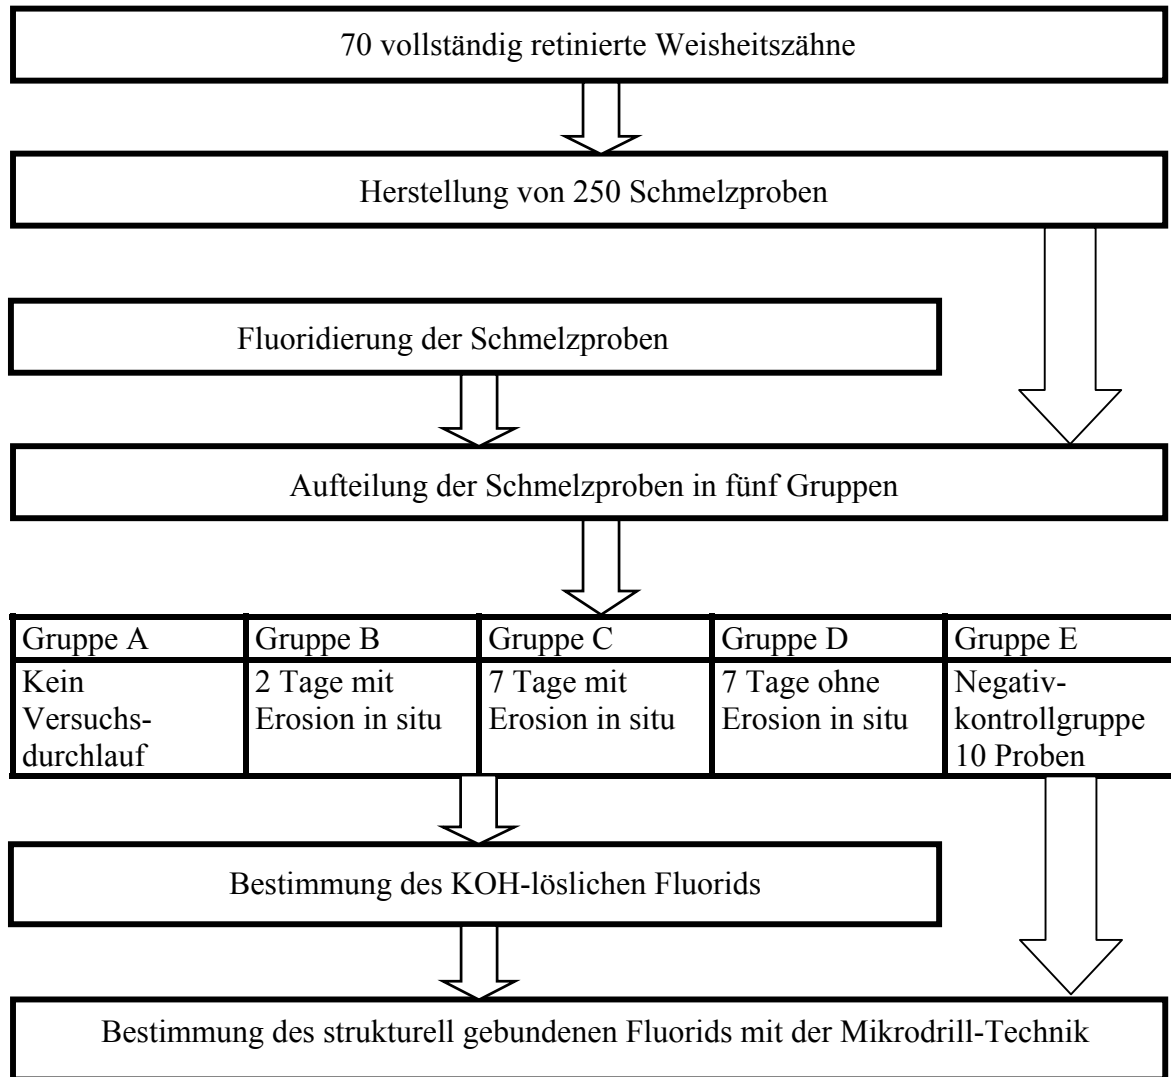 70 vollständig retinierte Weisheitszähne
Herstellung von 250 Schmelzproben
Fluoridierung der Schmelzproben
Aufteilung der Schmelzproben in fünf Gruppen
Gruppe A
Kein
Versuchs-
durchlauf
Gruppe B
2 Tage mit
Erosion in situ
Gruppe C
7 Tage mit
Erosion in situ
Gruppe D
7 Tage ohne
Erosion in situ
Gruppe E
Negativ-
kontrollgruppe
10 Proben
Bestimmung des KOH-löslichen Fluorids
Bestimmung des strukturell gebundenen Fluorids mit der Mikrodrill-Technik